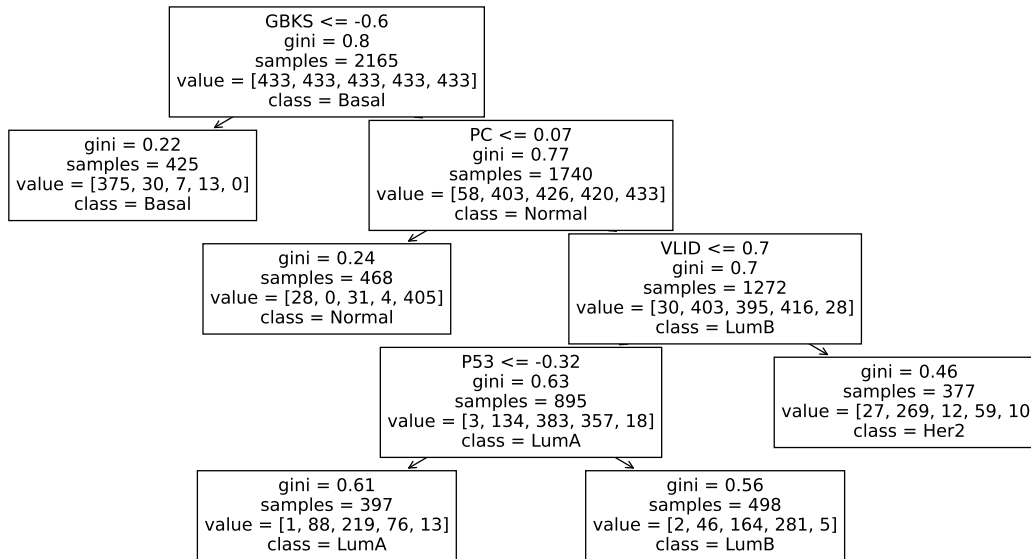 GBKS <= -0.6
gini = 0.8
samples = 2165
value = [433, 433, 433, 433, 433]
class = Basal
gini = 0.22
samples = 425
value = [375, 30, 7, 13, 0]
class = Basal
PC <= 0.07
gini = 0.77
samples = 1740
value = [58, 403, 426, 420, 433]
class = Normal
gini = 0.24
samples = 468
value = [28, 0, 31, 4, 405]
class = Normal
VLID <= 0.7
gini = 0.7
samples = 1272
value = [30, 403, 395, 416, 28]
class = LumB
P53 <= -0.32
gini = 0.63
samples = 895
value = [3, 134, 383, 357, 18]
class = LumA
gini = 0.46
samples = 377
value = [27, 269, 12, 59, 10
class = Her2
gini = 0.61
samples = 397
value = [1, 88, 219, 76, 13]
class = LumA
gini = 0.56
samples = 498
value = [2, 46, 164, 281, 5]
class = LumB